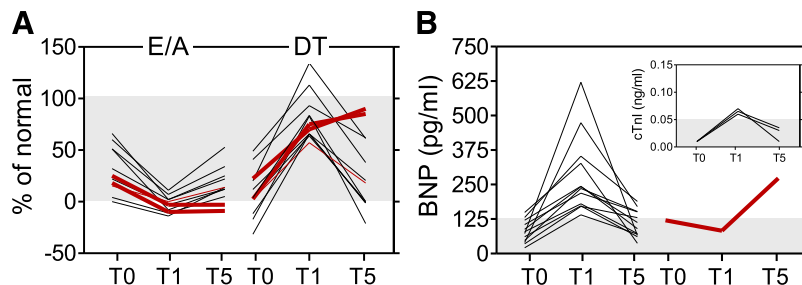 A
E/A
DT
% of normal
150
100
50
0
-50
T0 T1 T5 T0 T1 T5
B
BNP (pg/ml)
750
625
500
375
250
125
0
T0 T1 T5 T0 T1 T5
cTnI (ng/ml)
0.15
0.10
0.05
0.00
T0 T1 T5